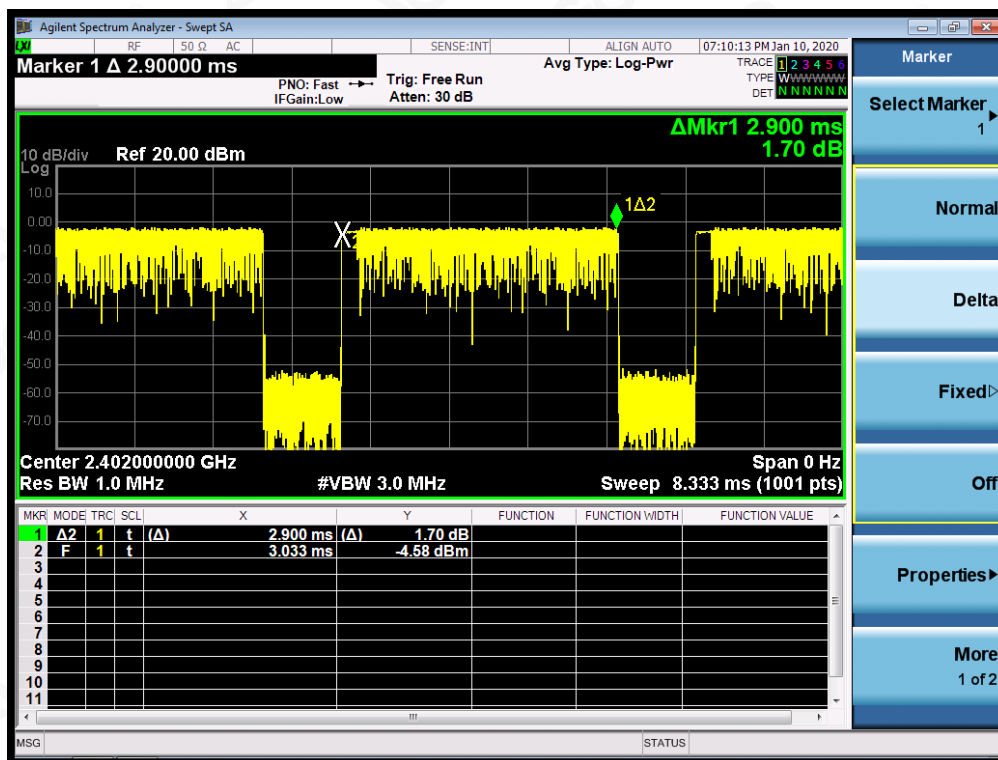 Agilent Spectrum Analyzer - Swept SA
LXI RF 50 Ω AC SENSE:INT ALIGN AUTO 07:10:13 PM Jan 10, 2020
Marker 1 Δ 2.90000 ms
PNO: Fast
IFGain:Low
Trig: Free Run
Atten: 30 dB
Avg Type: Log-Pwr
TRACE 1 2 3 4 5 6
TYPE WWWWWWW
DET N N N N N N
ΔMkr1 2.900 ms
1.70 dB
10 dB/div Ref 20.00 dBm
Log
10.0
0.00
-10.0
-20.0
-30.0
-40.0
-50.0
-60.0
-70.0
1Δ2
2
Center 2.402000000 GHz Span 0 Hz
Res BW 1.0 MHz #VBW 3.0 MHz Sweep 8.333 ms (1001 pts)
MKR MODE TRC SCL X Y FUNCTION FUNCTION WIDTH FUNCTION VALUE
1 Δ2 1 t (Δ) 2.900 ms (Δ) 1.70 dB
2 F 1 t 3.033 ms -4.58 dBm
3
4
5
6
7
8
9
10
11
MSG STATUS
Marker
Select Marker
1
Normal
Delta
Fixed
Off
Properties
More
1 of 2